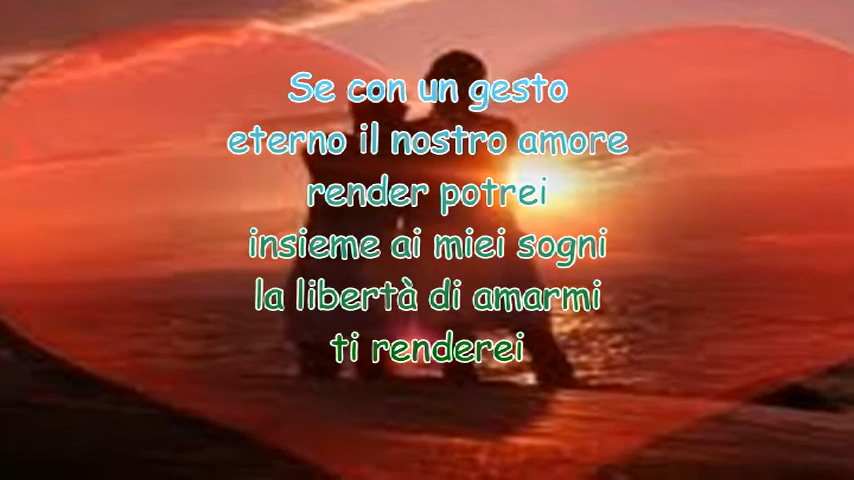 Se con un gesto
eterno il nostro amore
render potrei
insieme ai miei sogni
la libertà di amarmi
ti renderei